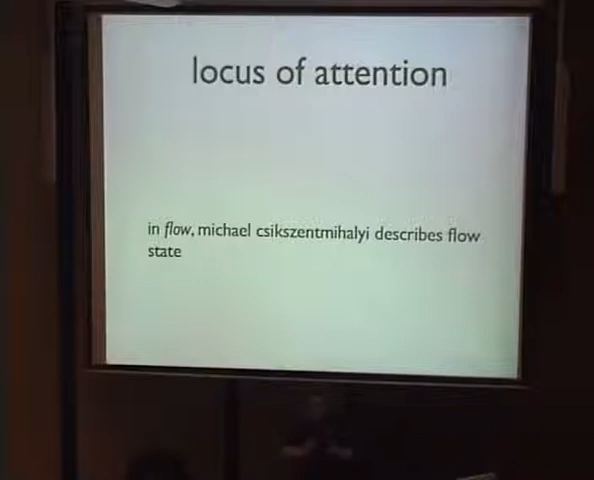 locus of attention
in flow, michael csikszentmihalyi describes flow
state